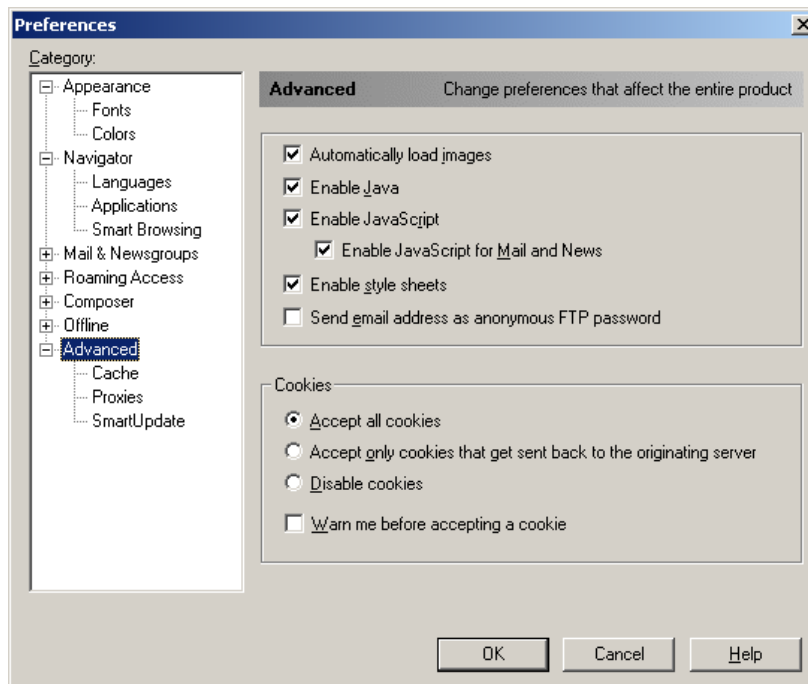 Preferences
Category:
Appearance
Fonts
Colors
Navigator
Languages
Applications
Smart Browsing
Mail & Newsgroups
Roaming Access
Composer
Offline
Advanced
Cache
Proxies
SmartUpdate
Advanced Change preferences that affect the entire product
Automatically load images
Enable Java
Enable JavaScript
Enable JavaScript for Mail and News
Enable style sheets
Send email address as anonymous FTP password
Cookies
Accept all cookies
Accept only cookies that get sent back to the originating server
Disable cookies
Warn me before accepting a cookie
OK Cancel Help